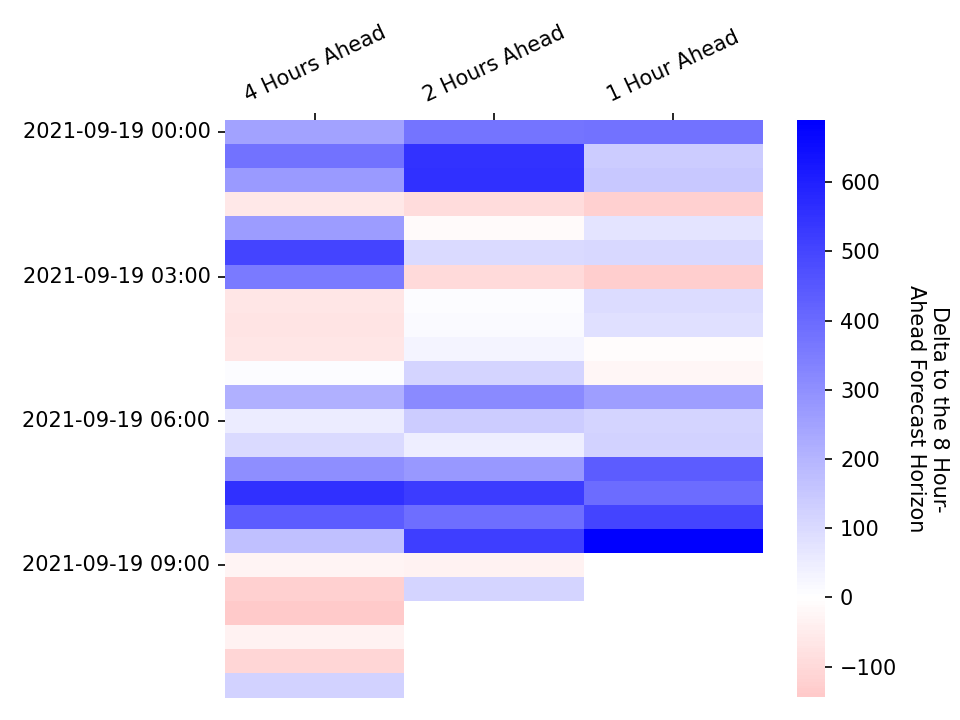 4 Hours Ahead
2 Hours Ahead
1 Hour Ahead
2021-09-19 00:00
2021-09-19 03:00
2021-09-19 06:00
2021-09-19 09:00
600
500
400
300
200
100
0
−100
Delta to the 8 Hour-
Ahead Forecast Horizon